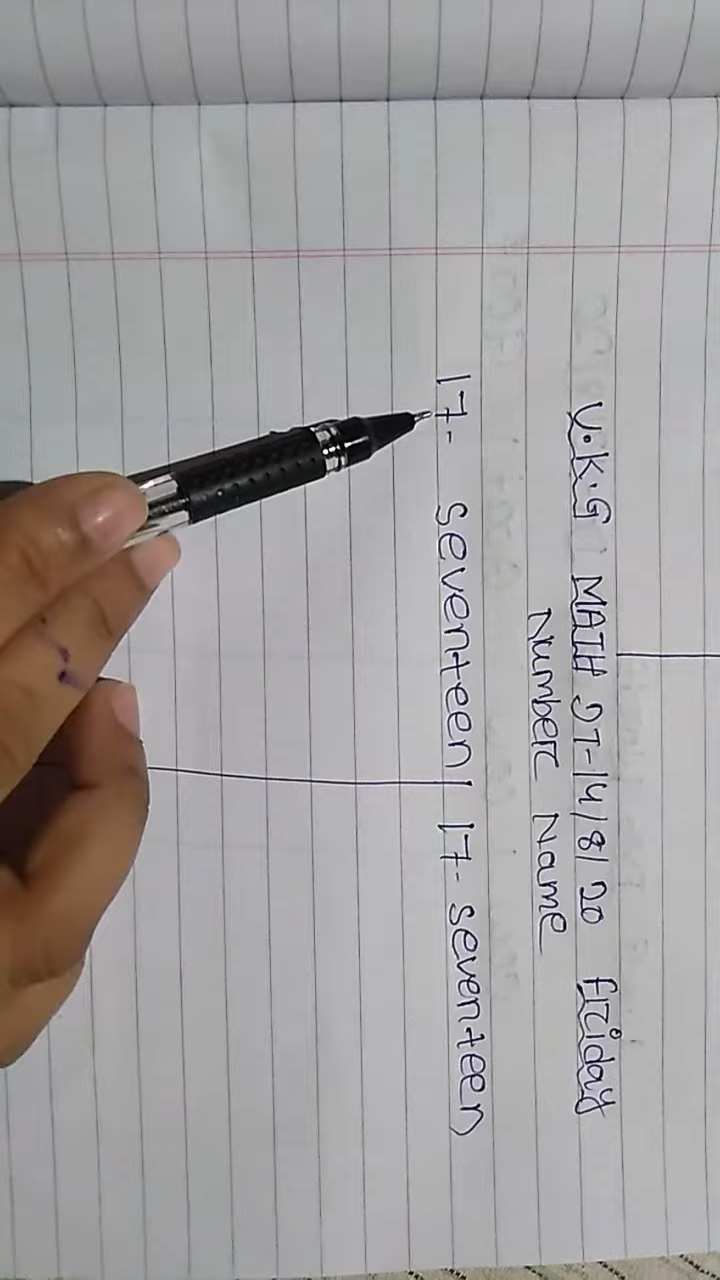 U.K.G MATH DT-14/8/20 friday
Number Name
17- seventeen 17- seventeen